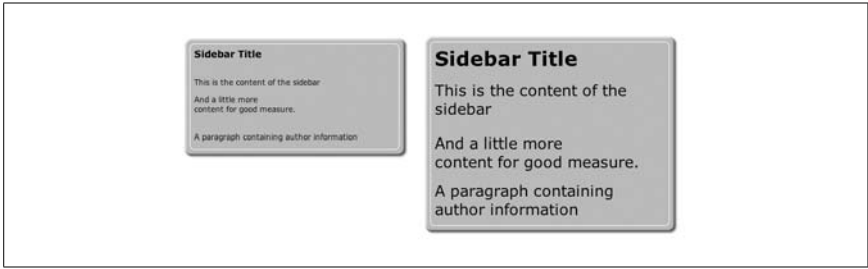 Sidebar Title
This is the content of the sidebar
And a little more
content for good measure.
A paragraph containing author information
Sidebar Title
This is the content of the
sidebar
And a little more
content for good measure.
A paragraph containing
author information